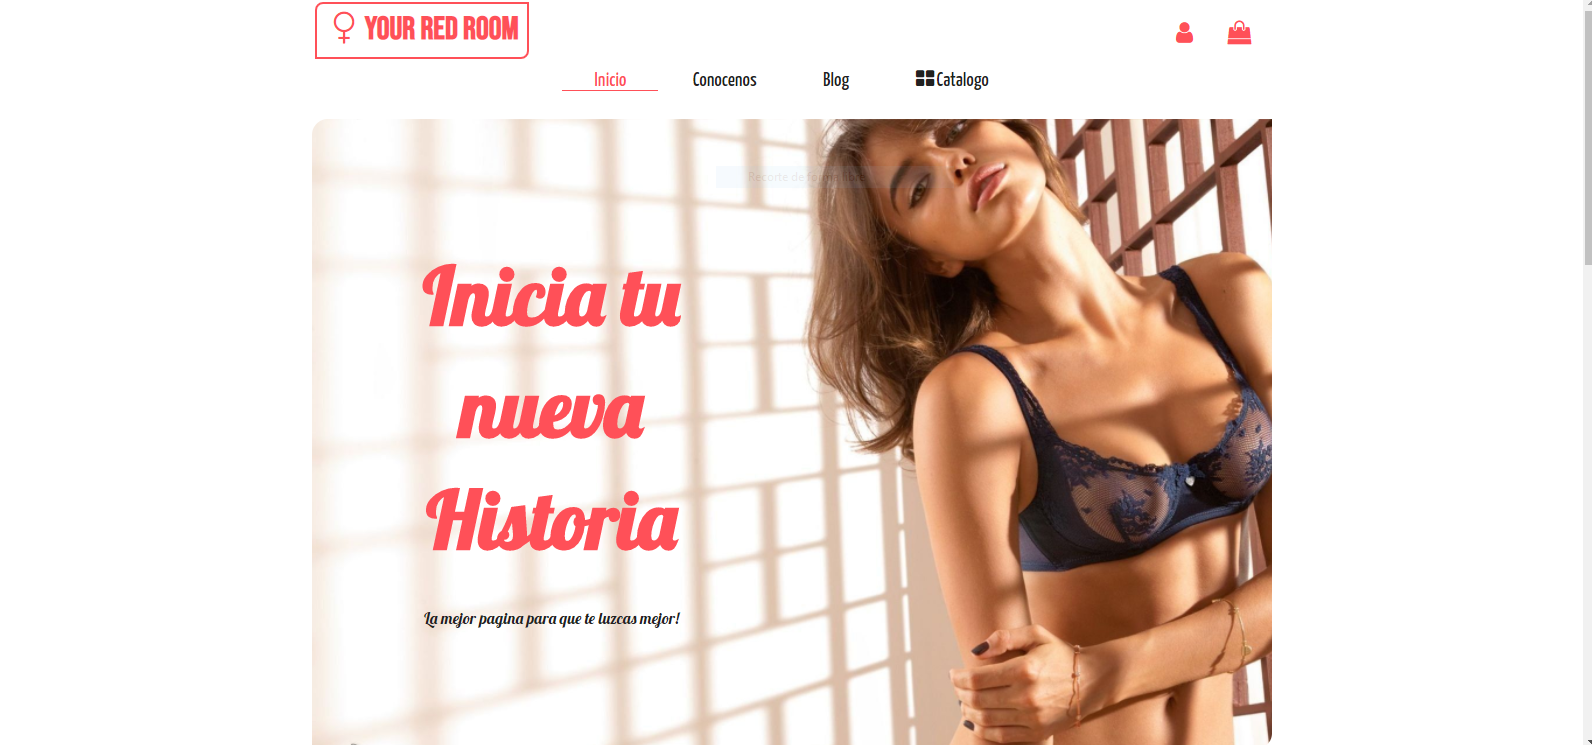 YOUR RED ROOM
Inicio
Conocenos
Blog
Catalogo
Recorte de forma libre
Inicia tu
nueva
Historia
La mejor pagina para que te luzcas mejor!